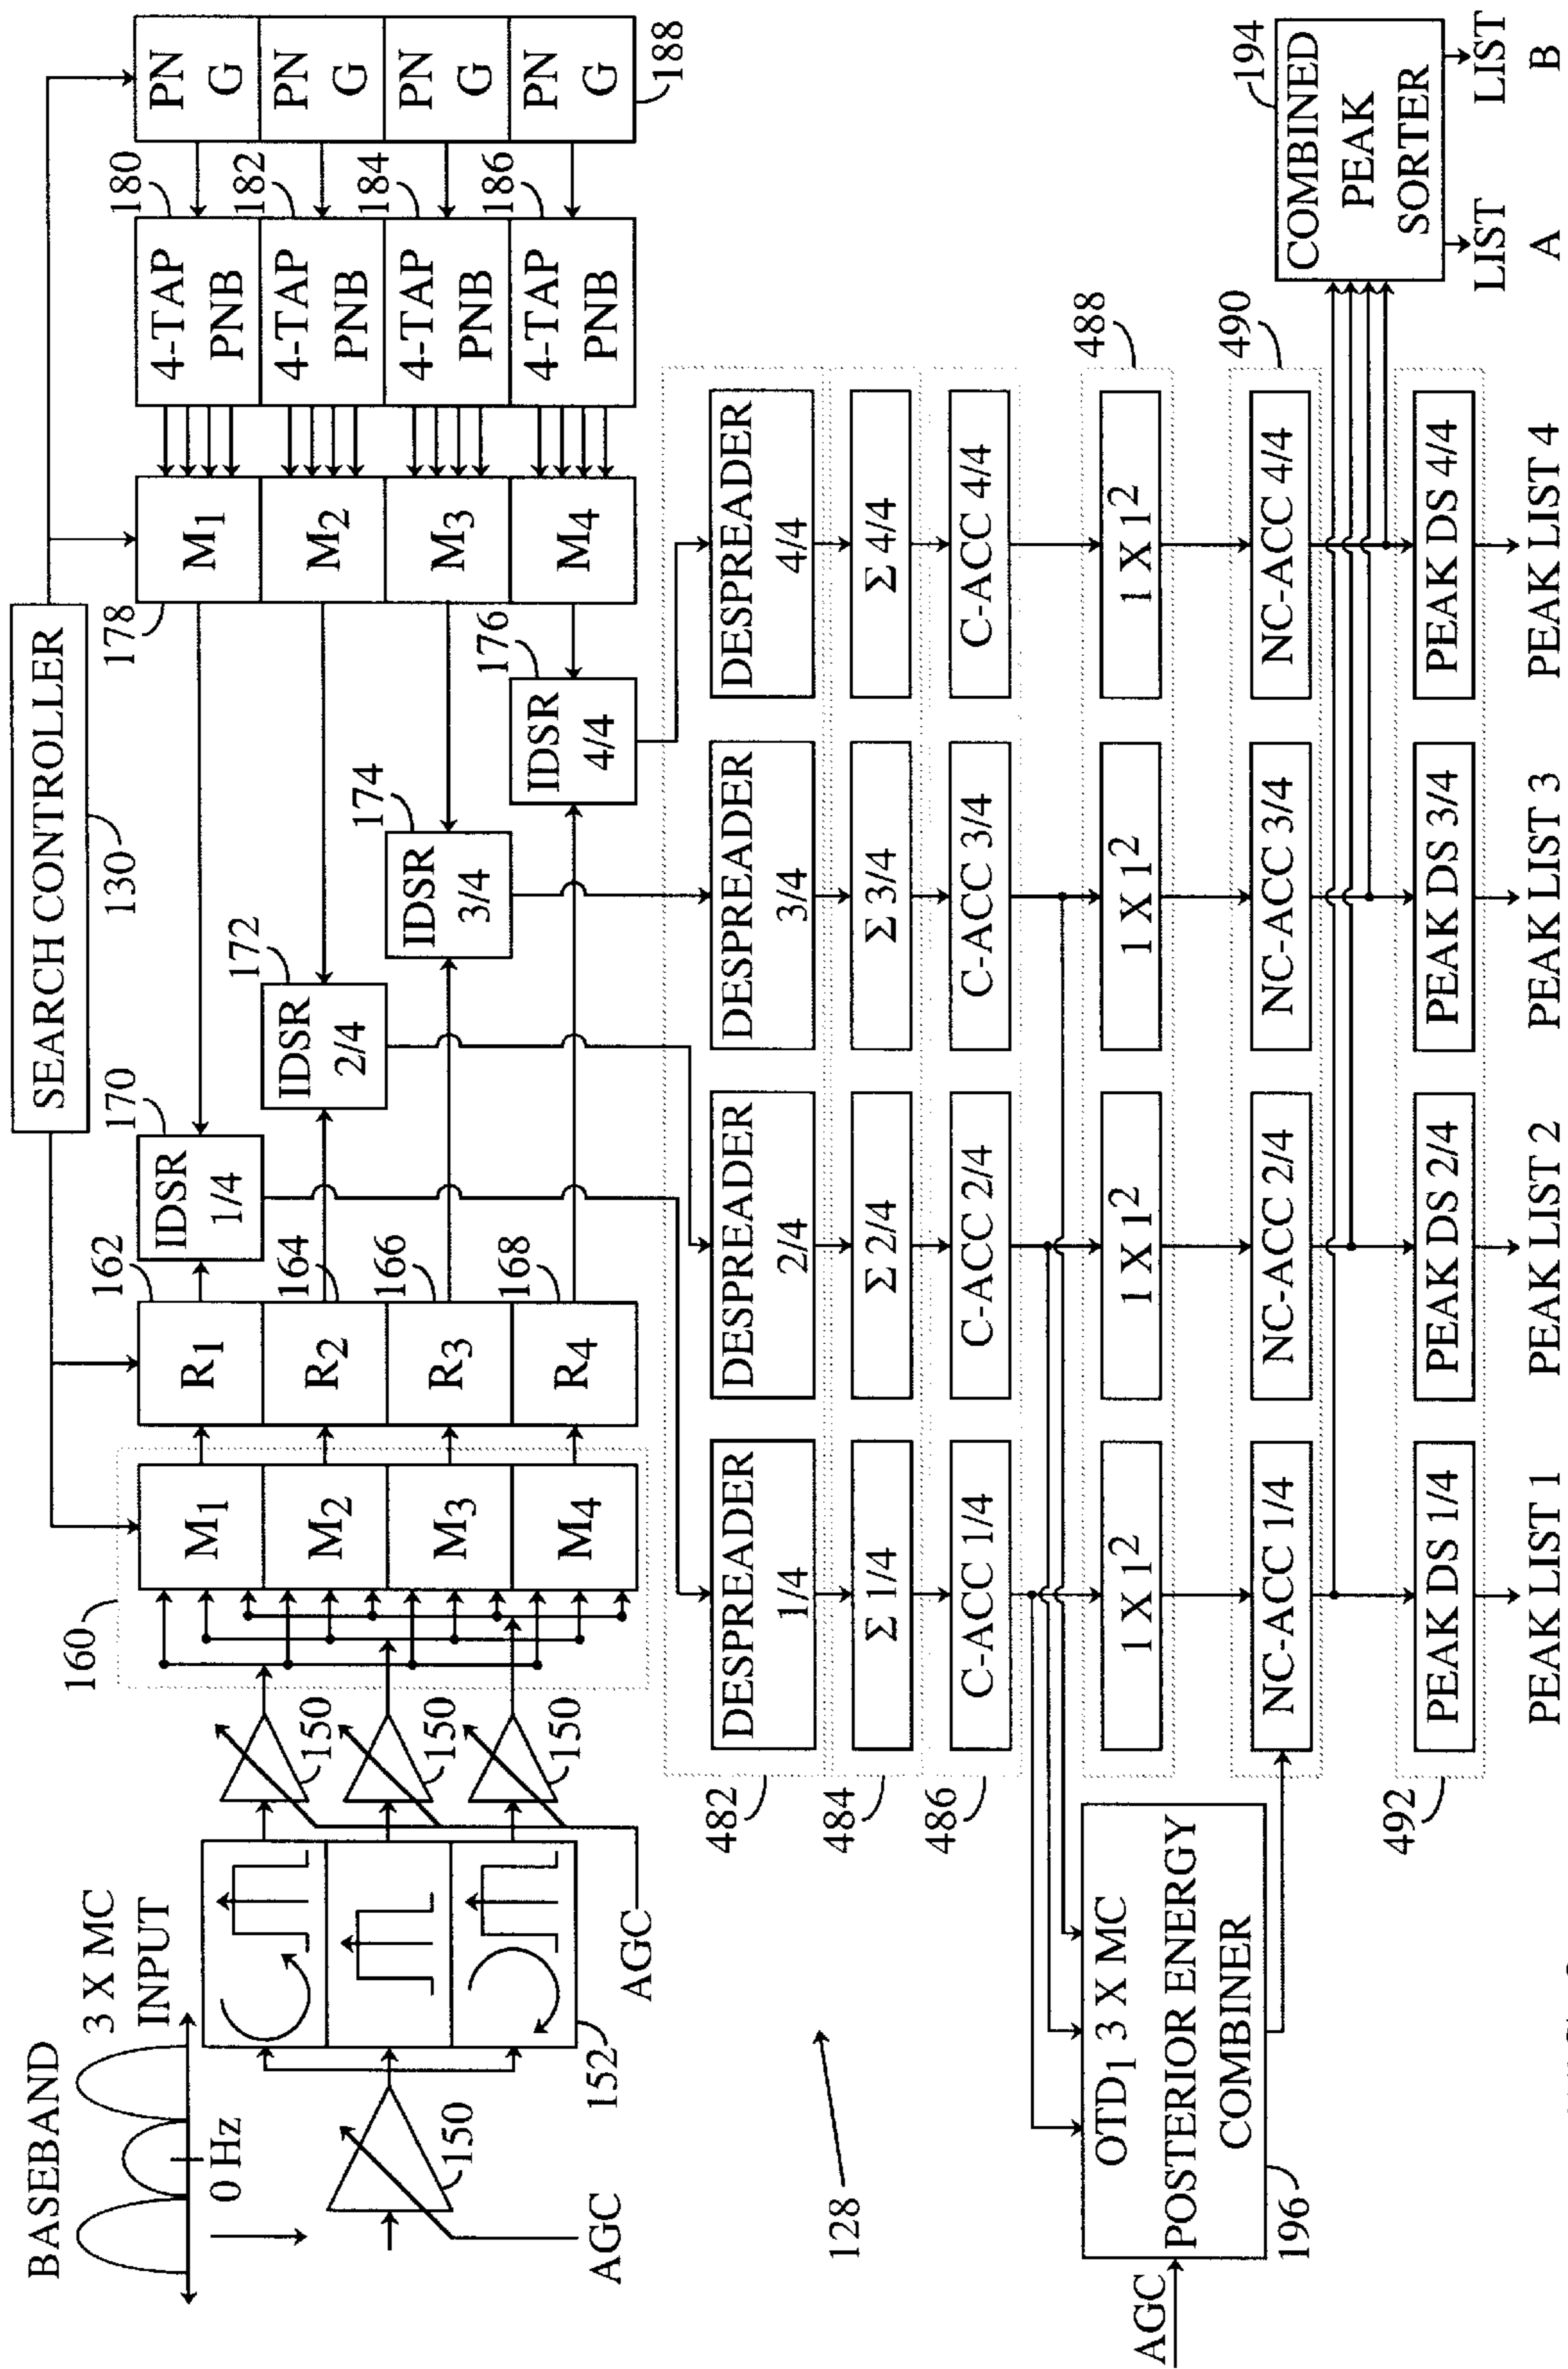 BASEBAND
3 X MC
INPUT
0 Hz
150
AGC
152
150
150
150
AGC
160
M1
M2
M3
M4
162
R1
R2
164
R3
166
R4
168
SEARCH CONTROLLER
130
170
IDSR
1/4
172
IDSR
2/4
174
IDSR
3/4
176
IDSR
4/4
178
M1
M2
M3
M4
180
4-TAP
PNB
182
4-TAP
PNB
184
4-TAP
PNB
186
4-TAP
PNB
PN
G
PN
G
PN
G
PN
G
188
482
DESPREADER
1/4
DESPREADER
2/4
DESPREADER
3/4
DESPREADER
4/4
484
Σ 1/4
Σ 2/4
Σ 3/4
Σ 4/4
486
C-ACC 1/4
C-ACC 2/4
C-ACC 3/4
C-ACC 4/4
128
AGC
OTD1 3 X MC
POSTERIOR ENERGY
COMBINER
196
1 X 1²
1 X 1²
1 X 1²
1 X 1²
488
NC-ACC 1/4
NC-ACC 2/4
NC-ACC 3/4
NC-ACC 4/4
490
492
PEAK DS 1/4
PEAK DS 2/4
PEAK DS 3/4
PEAK DS 4/4
194
COMBINED
PEAK
SORTER
LIST
A
LIST
B
PEAK LIST 1
PEAK LIST 2
PEAK LIST 3
PEAK LIST 4